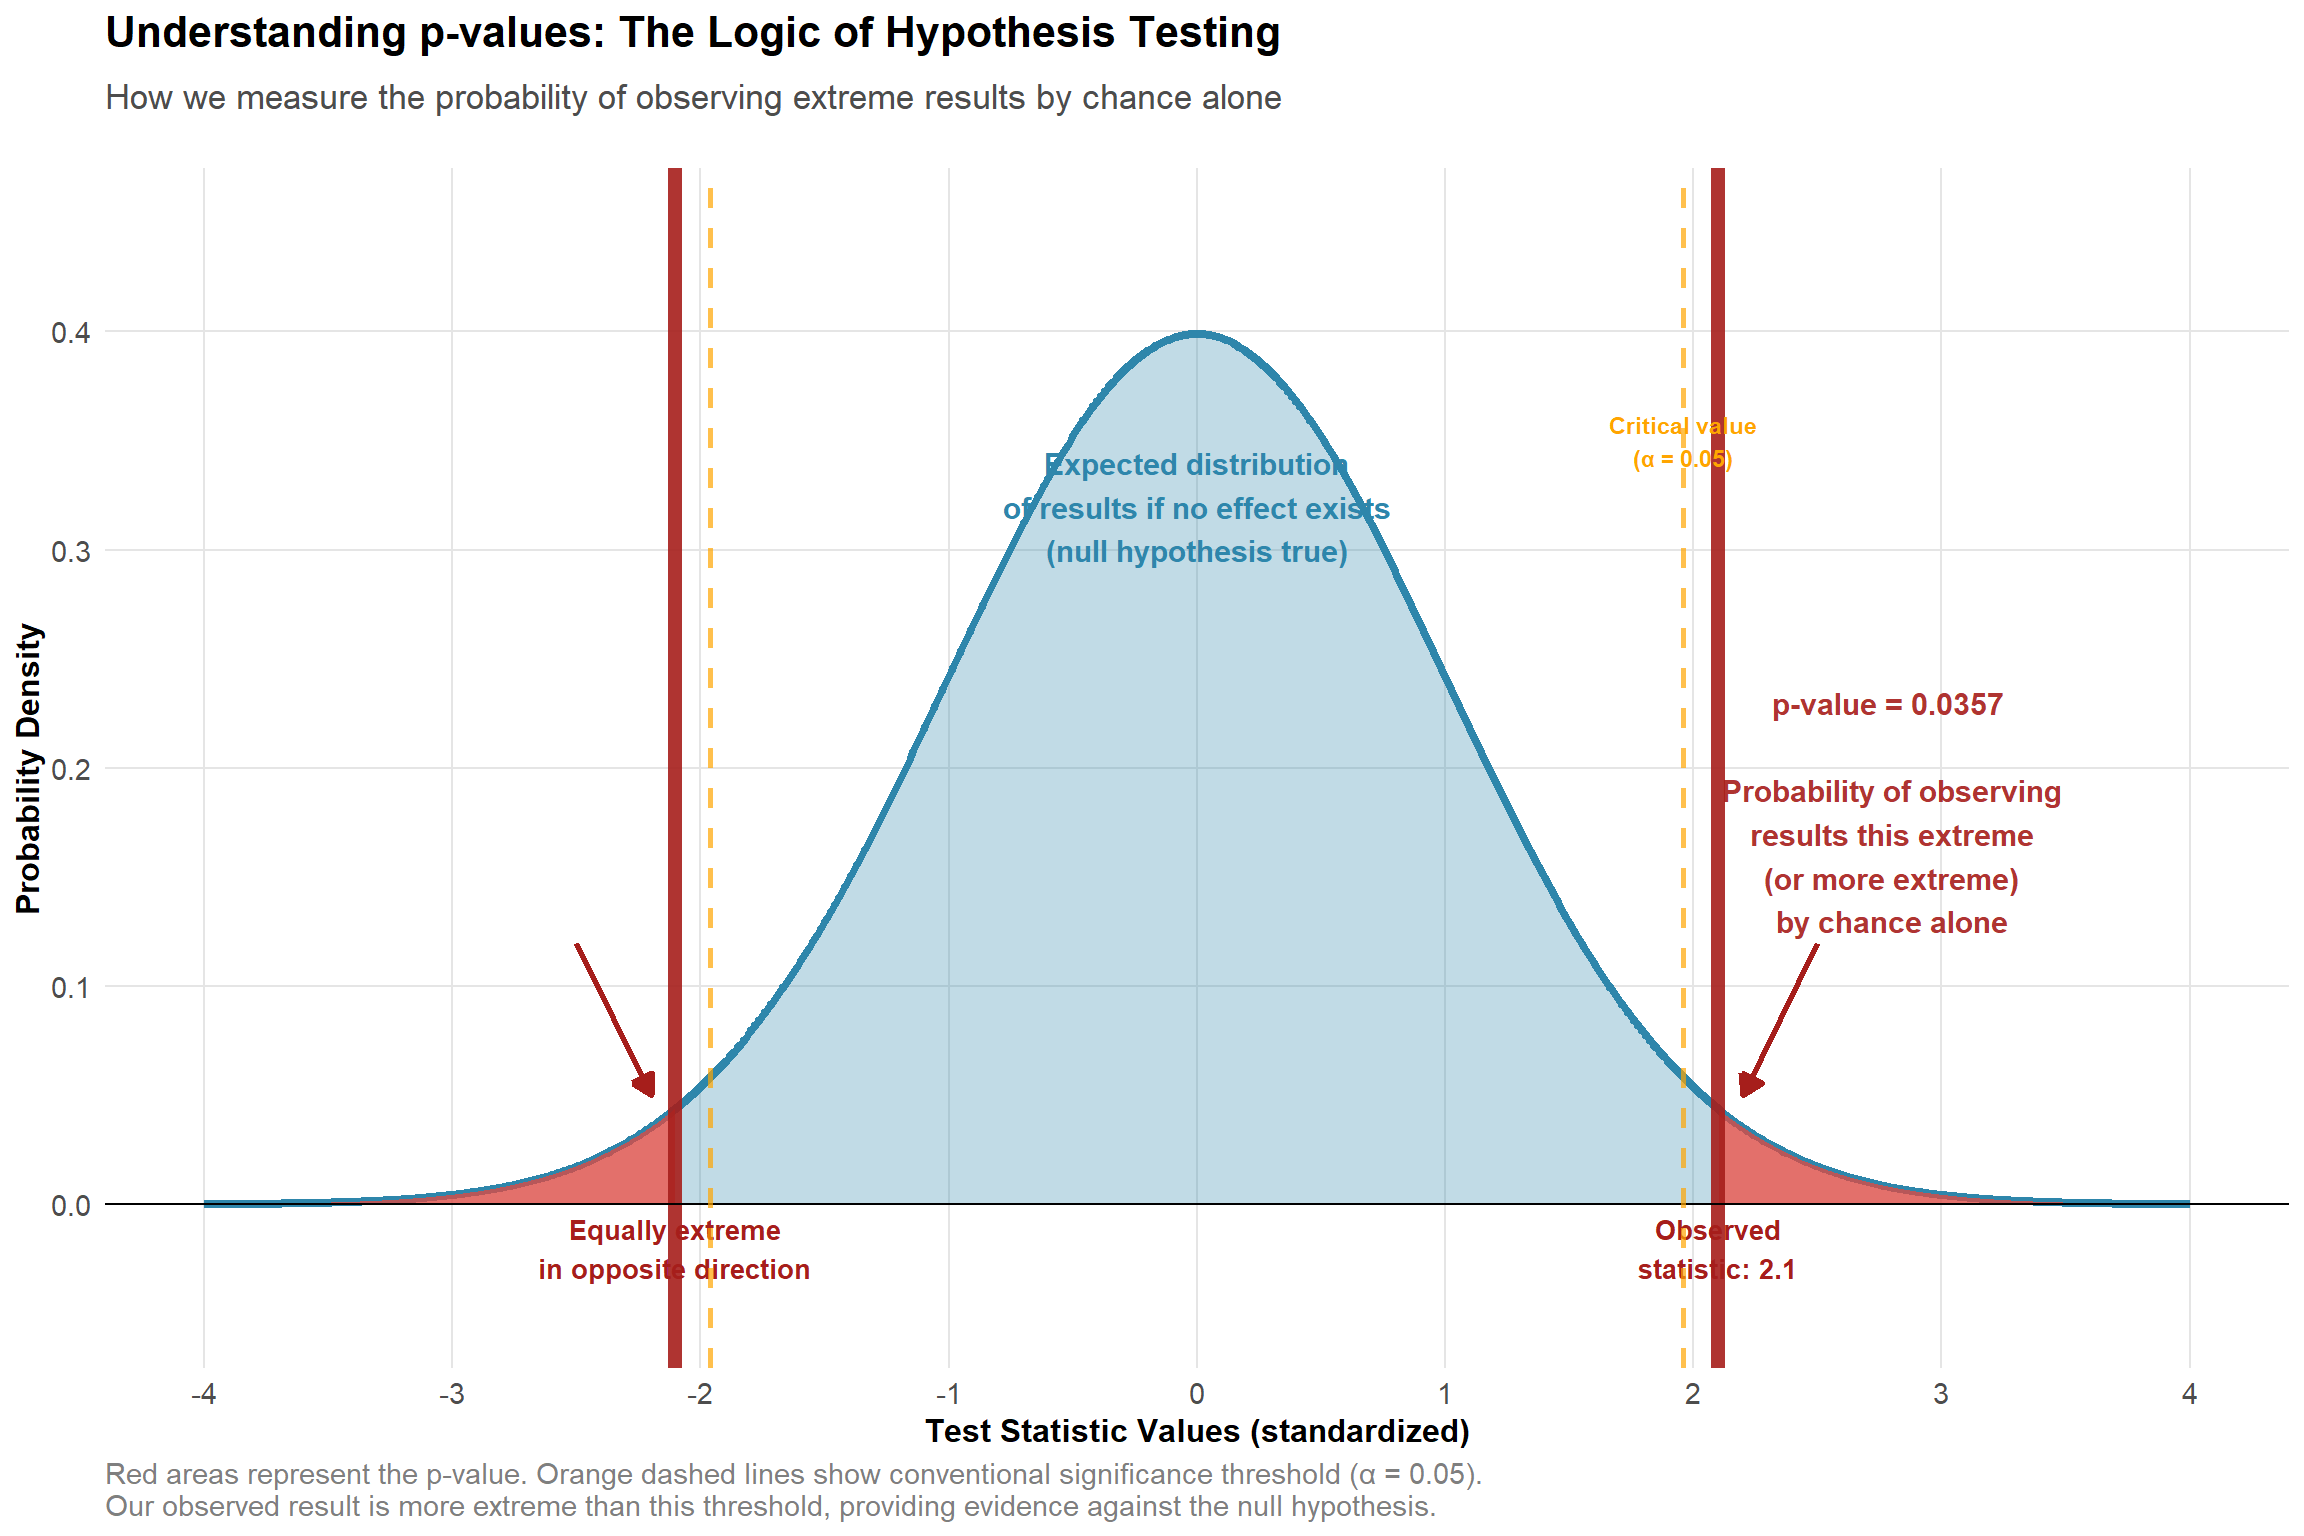 Understanding p-values: The Logic of Hypothesis Testing
How we measure the probability of observing extreme results by chance alone
Probability Density
0.4
0.3
0.2
0.1
0.0
Expected distribution
of results if no effect exists
(null hypothesis true)
Critical value
(α = 0.05)
p-value = 0.0357
Probability of observing
results this extreme
(or more extreme)
by chance alone
Equally extreme
in opposite direction
Observed
statistic: 2.1
-4 -3 -2 -1 0 1 2 3 4
Test Statistic Values (standardized)
Red areas represent the p-value. Orange dashed lines show conventional significance threshold (α = 0.05).
Our observed result is more extreme than this threshold, providing evidence against the null hypothesis.